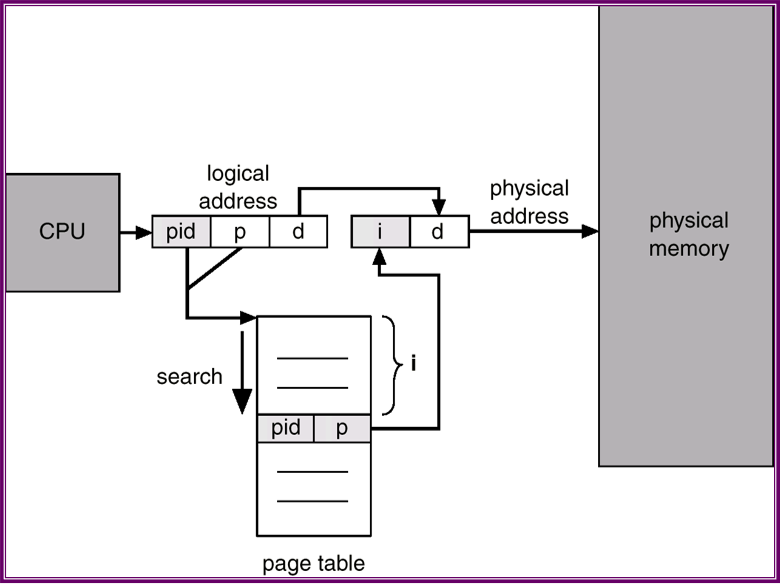 logical
address
physical
address
CPU
pid p d
i d
physical
memory
search
i
pid p
page table